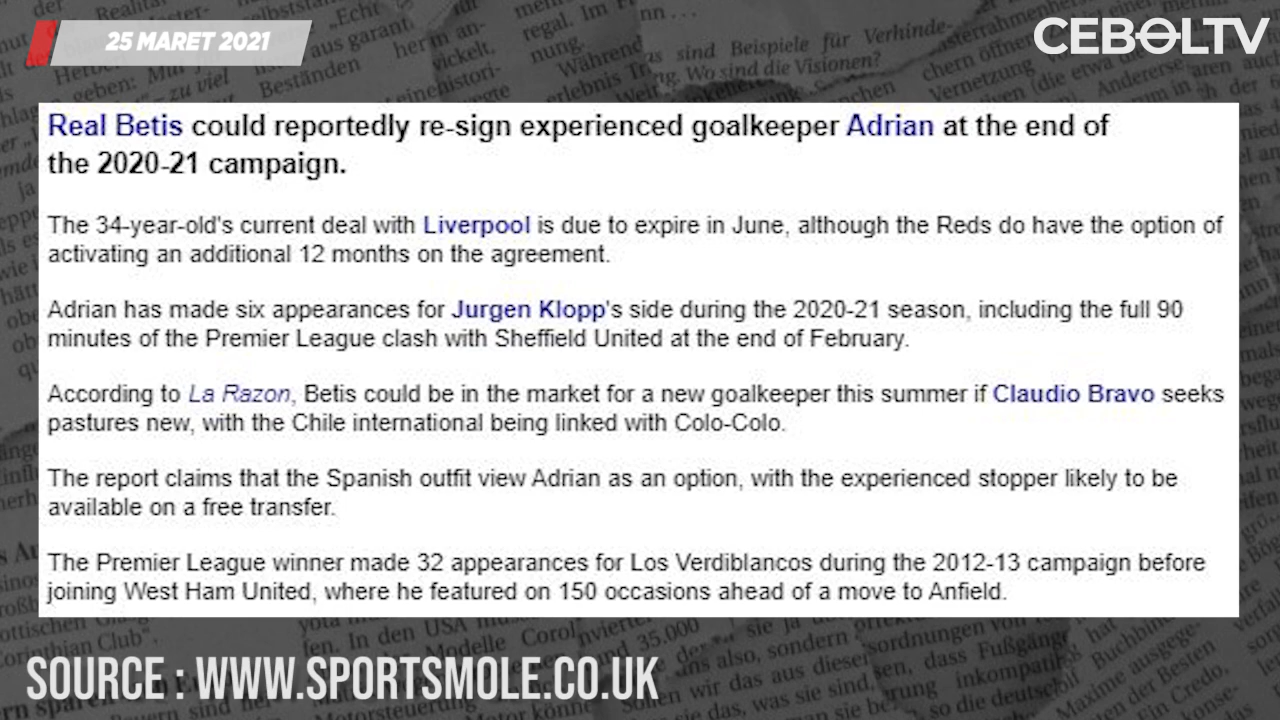 25 MARET 2021
CEBOLTV
Real Betis could reportedly re-sign experienced goalkeeper Adrian at the end of
the 2020-21 campaign.
The 34-year-old's current deal with Liverpool is due to expire in June, although the Reds do have the option of
activating an additional 12 months on the agreement.
Adrian has made six appearances for Jurgen Klopp's side during the 2020-21 season, including the full 90
minutes of the Premier League clash with Sheffield United at the end of February.
According to La Razon, Betis could be in the market for a new goalkeeper this summer if Claudio Bravo seeks
pastures new, with the Chile international being linked with Colo-Colo.
The report claims that the Spanish outfit view Adrian as an option, with the experienced stopper likely to be
available on a free transfer.
The Premier League winner made 32 appearances for Los Verdiblancos during the 2012-13 campaign before
joining West Ham United, where he featured on 150 occasions ahead of a move to Anfield.
SOURCE : WWW.SPORTSMOLE.CO.UK